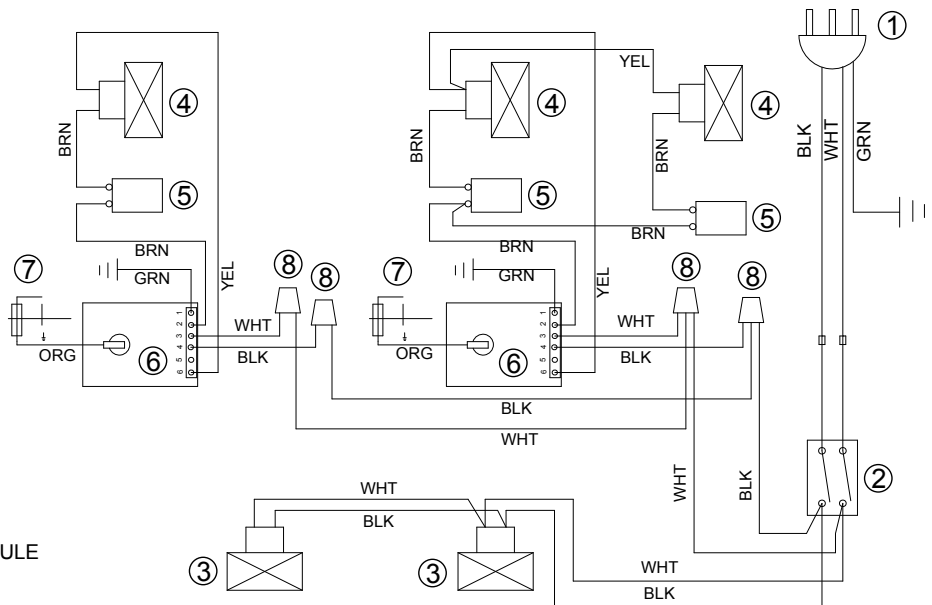 ①
YEL
④
④
④
BLK
WHT
GRN
BRN
BRN
BRN
⑤
⑤
⑤
BRN
BRN
BRN
⑦
GRN
YEL
⑧
⑧
⑦
GRN
YEL
⑧
⑧
1
2
3
4
5
6
WHT
1
2
3
4
5
6
WHT
ORG
⑥
BLK
ORG
⑥
BLK
BLK
WHT
WHT
BLK
②
WHT
BLK
ULE
③
③
WHT
BLK